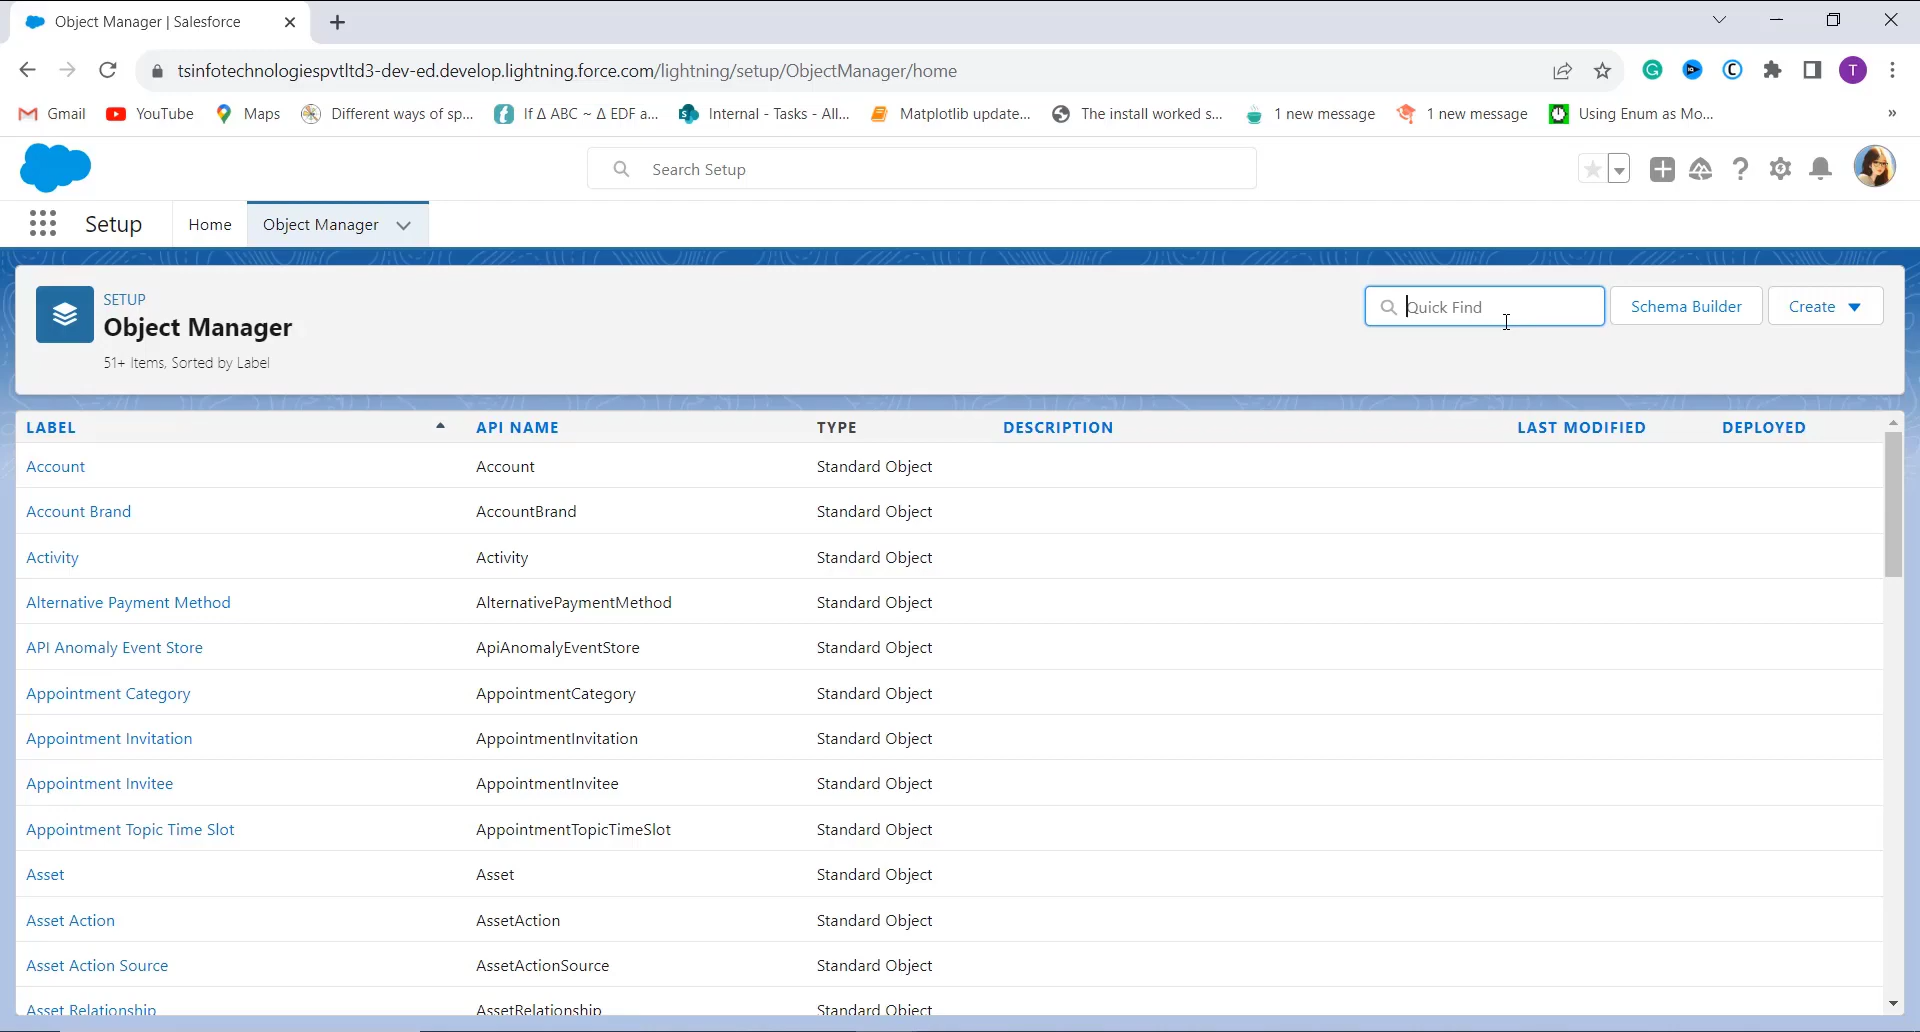 Object Manager | Salesforce
tsinfotechnologiespvtltd3-dev-ed.develop.lightning.force.com/lightning/setup/ObjectManager/home
T
Gmail YouTube Maps Different ways of sp... If Δ ABC ~ Δ EDF a... Internal - Tasks - All... Matplotlib update... The install worked s... 1 new message 1 new message Using Enum as Mo... »
Search Setup
Setup Home Object Manager
SETUP
Object Manager
51+ Items, Sorted by Label
Quick Find Schema Builder Create
LABEL API NAME TYPE DESCRIPTION LAST MODIFIED DEPLOYED
Account Account Standard Object
Account Brand AccountBrand Standard Object
Activity Activity Standard Object
Alternative Payment Method AlternativePaymentMethod Standard Object
API Anomaly Event Store ApiAnomalyEventStore Standard Object
Appointment Category AppointmentCategory Standard Object
Appointment Invitation AppointmentInvitation Standard Object
Appointment Invitee AppointmentInvitee Standard Object
Appointment Topic Time Slot AppointmentTopicTimeSlot Standard Object
Asset Asset Standard Object
Asset Action AssetAction Standard Object
Asset Action Source AssetActionSource Standard Object
Asset Relationship AssetRelationship Standard Object